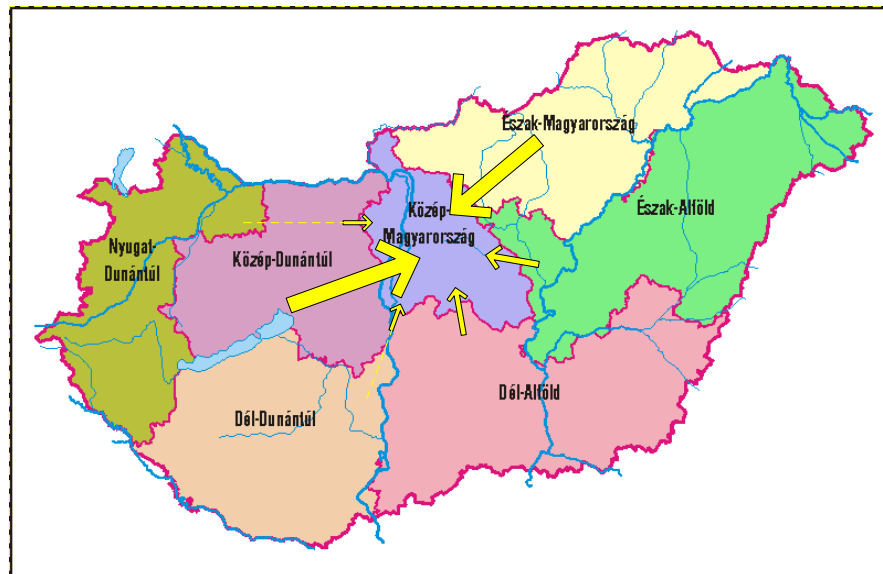 Észak-Magyarország
Közép-
Magyarország
Észak-Alföld
Nyugat-
Dunántúl
Közép-Dunántúl
Dél-Alföld
Dél-Dunántúl